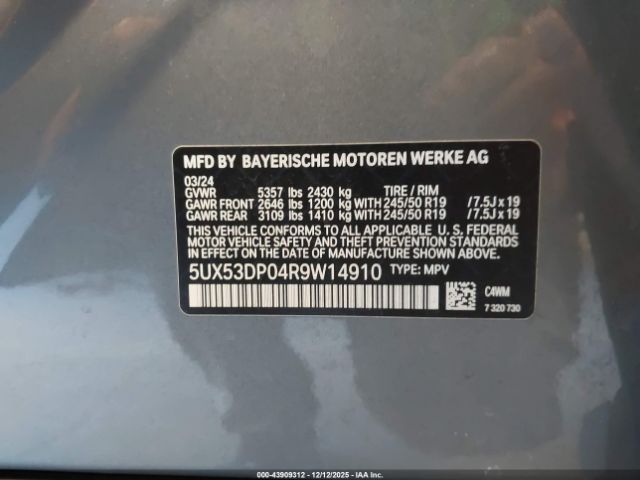 MFD BY BAYERISCHE MOTOREN WERKE AG
03/24
GVWR 5357 lbs 2430 kg TIRE / RIM
GAWR FRONT 2646 lbs 1200 kg WITH 245/50 R19 /7.5J x 19
GAWR REAR 3109 lbs 1410 kg WITH 245/50 R19 /7.5J x 19
THIS VEHICLE CONFORMS TO ALL APPLICABLE U. S. FEDERAL
MOTOR VEHICLE SAFETY, BUMPER, AND THEFT PREVENTION
STANDARDS IN EFFECT ON THE DATE OF MANUFACTURE SHOWN ABOVE.
5UX53DP04R9W14910 TYPE: MPV
C4WM
7 320 730
000-43909312 - 12/12/2025 - IAAI.COM